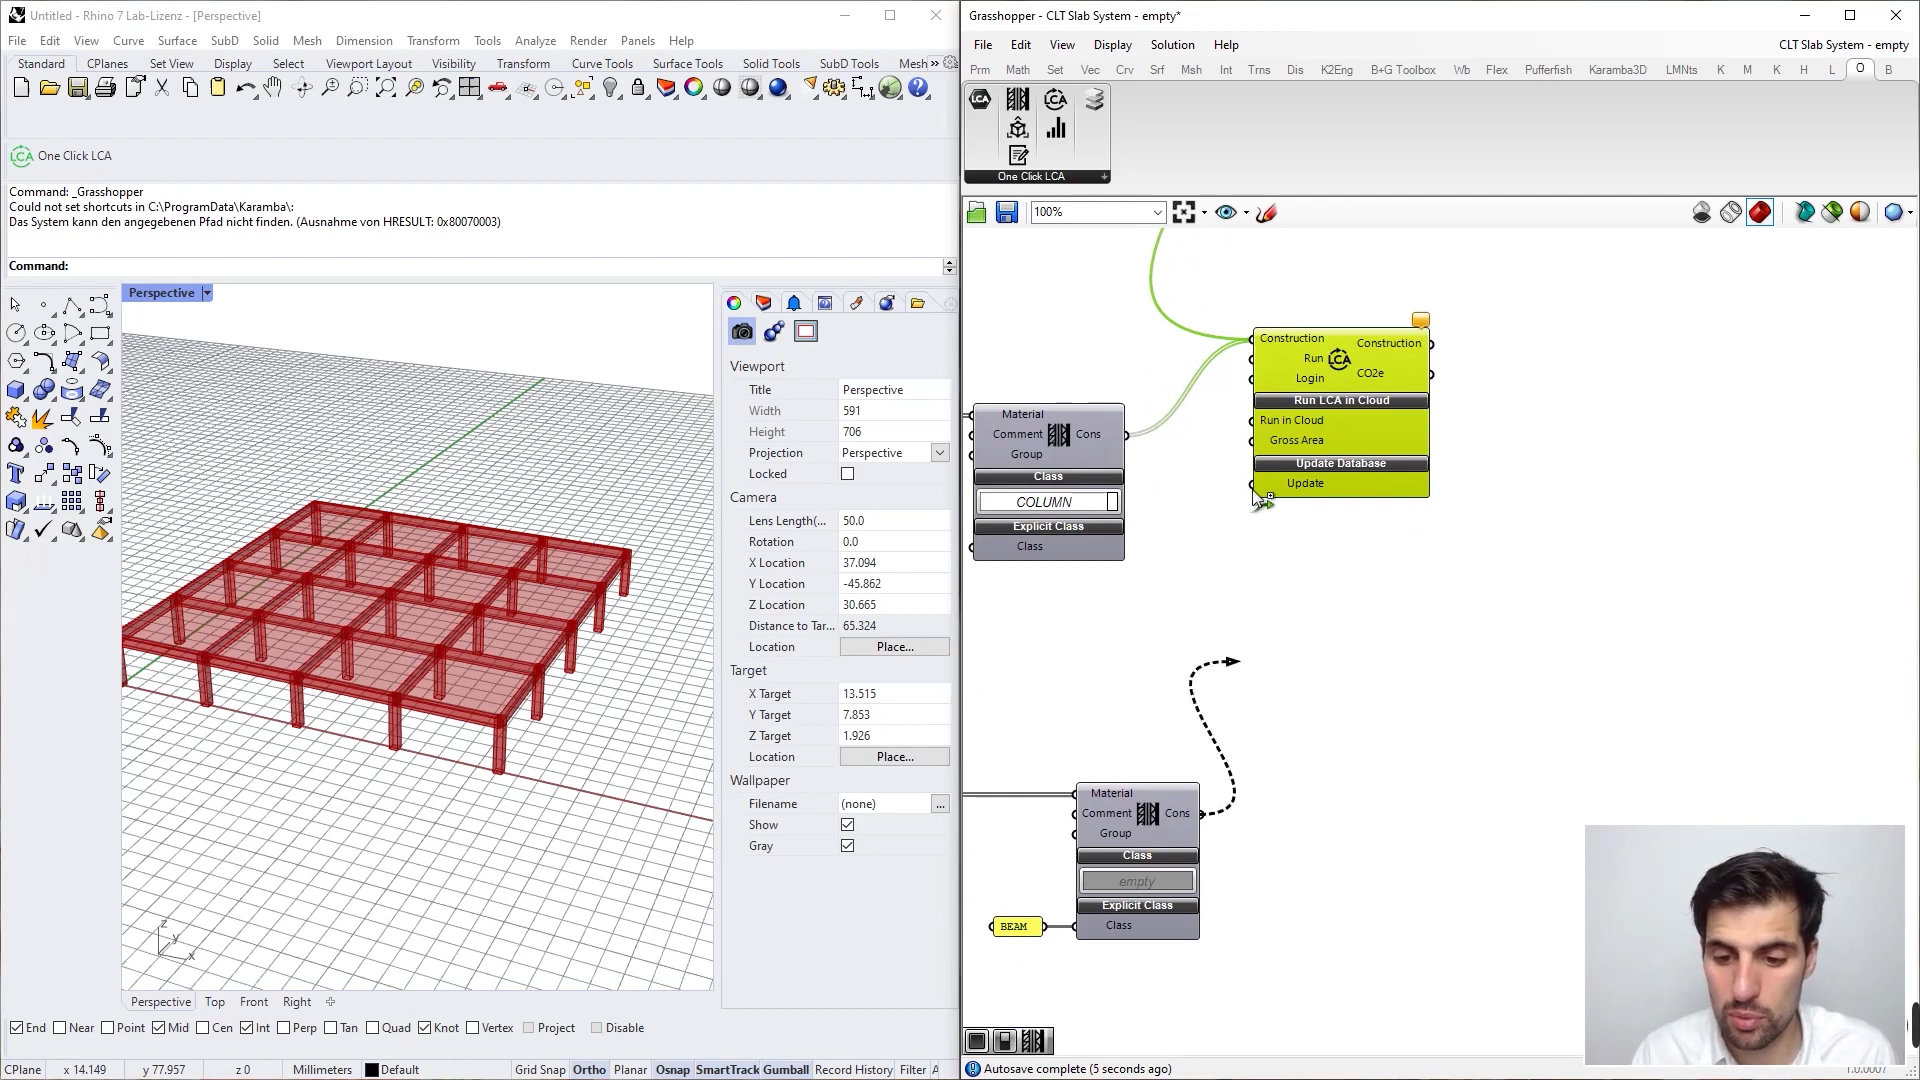 Untitled - Rhino 7 Lab-Lizenz - [Perspective]
File Edit View Curve Surface SubD Solid Mesh Dimension Transform Tools Analyze Render Panels Help
Standard CPlanes Set View Display Select Viewport Layout Visibility Transform Curve Tools Surface Tools Solid Tools SubD Tools Mesh »
LCA One Click LCA
Command: _Grasshopper
Could not set shortcuts in C:\ProgramData\Karamba\:
Das System kann den angegebenen Pfad nicht finden. (Ausnahme von HRESULT: 0x80070003)
Command:
Perspective
Viewport
Title Perspective
Width 591
Height 706
Projection Perspective
Locked
Camera
Lens Length(... 50.0
Rotation 0.0
X Location 37.094
Y Location -45.862
Z Location 30.665
Distance to Tar... 65.324
Location Place...
Target
X Target 13.515
Y Target 7.853
Z Target 1.926
Location Place...
Wallpaper
Filename (none) ...
Show
Gray
z
y
x
Perspective Top Front Right
End Near Point Mid Cen Int Perp Tan Quad Knot Vertex Project Disable
CPlane x 14.149 y 77.957 z 0 Millimeters Default Grid Snap Ortho Planar Osnap SmartTrack Gumball Record History Filter
Grasshopper - CLT Slab System - empty*
File Edit View Display Solution Help
CLT Slab System - empty
Prm Math Set Vec Crv Srf Msh Int Trns Dis K2Eng B+G Toolbox Wb Flex Pufferfish Karamba3D LMNts K M K H L O B
LCA
LCA
One Click LCA
100%
Construction
Run
Login
LCA
Construction
CO2e
Run LCA in Cloud
Run in Cloud
Gross Area
Update Database
Update
Material
Comment
Group
Cons
Class
COLUMN
Explicit Class
Class
Material
Comment
Group
Cons
Class
empty
Explicit Class
Class
BEAM
Autosave complete (5 seconds ago)